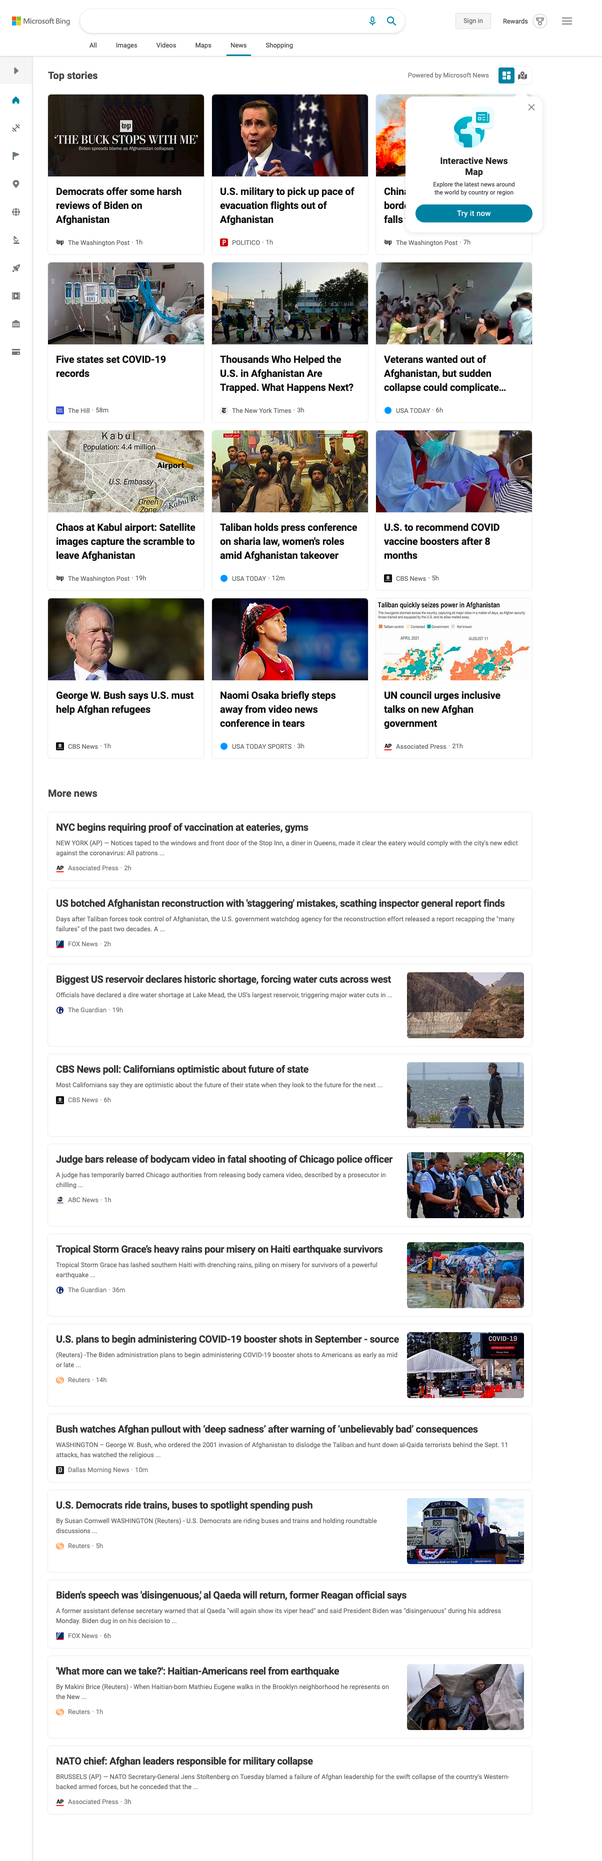 Microsoft Bing
Sign in
Rewards
All
Images
Videos
Maps
News
Shopping
Top stories
Powered by Microsoft News
wp
'THE BUCK STOPS WITH ME'
Biden spreads blame as Afghanistan collapses
Democrats offer some harsh
reviews of Biden on
Afghanistan
wp The Washington Post · 1h
U.S. military to pick up pace of
evacuation flights out of
Afghanistan
P POLITICO · 1h
China
borde
falls
wp The Washington Post · 7h
Interactive News
Map
Explore the latest news around
the world by country or region
Try it now
Five states set COVID-19
records
The Hill · 58m
Thousands Who Helped the
U.S. in Afghanistan Are
Trapped. What Happens Next?
The New York Times · 3h
Veterans wanted out of
Afghanistan, but sudden
collapse could complicate...
USA TODAY · 6h
Kabul
Population: 4.4 million
Airport
U.S. Embassy
Green
Zone
Kabul R.
Chaos at Kabul airport: Satellite
images capture the scramble to
leave Afghanistan
wp The Washington Post · 19h
Taliban holds press conference
on sharia law, women's roles
amid Afghanistan takeover
USA TODAY · 12m
U.S. to recommend COVID
vaccine boosters after 8
months
CBS News · 5h
George W. Bush says U.S. must
help Afghan refugees
CBS News · 1h
Naomi Osaka briefly steps
away from video news
conference in tears
USA TODAY SPORTS · 3h
Taliban quickly seizes power in Afghanistan
Taliban control
Contested
Government
APRIL 2021
AUGUST 11
UN council urges inclusive
talks on new Afghan
government
AP Associated Press · 21h
More news
NYC begins requiring proof of vaccination at eateries, gyms
NEW YORK (AP) — Notices taped to the windows and front door of the Stop Inn, a diner in Queens, made it clear the eatery would comply with the city's new edict
against the coronavirus: All patrons ...
AP Associated Press · 2h
US botched Afghanistan reconstruction with 'staggering' mistakes, scathing inspector general report finds
Days after Taliban forces took control of Afghanistan, the U.S. government watchdog agency for the reconstruction effort released a report recapping the "many
failures" of the past two decades. A ...
FOX News · 2h
Biggest US reservoir declares historic shortage, forcing water cuts across west
Officials have declared a dire water shortage at Lake Mead, the US's largest reservoir, triggering major water cuts in ...
The Guardian · 19h
CBS News poll: Californians optimistic about future of state
Most Californians say they are optimistic about the future of their state when they look to the future for the next ...
CBS News · 6h
Judge bars release of bodycam video in fatal shooting of Chicago police officer
A judge has temporarily barred Chicago authorities from releasing body camera video, described by a prosecutor in
chilling ...
ABC News · 1h
Tropical Storm Grace's heavy rains pour misery on Haiti earthquake survivors
Tropical Storm Grace has lashed southern Haiti with drenching rains, piling on misery for survivors of a powerful
earthquake ...
The Guardian · 36m
U.S. plans to begin administering COVID-19 booster shots in September - source
(Reuters) -The Biden administration plans to begin administering COVID-19 booster shots to Americans as early as mid
or late ...
Reuters · 14h
COVID-19
Bush watches Afghan pullout with ‘deep sadness’ after warning of ‘unbelievably bad’ consequences
WASHINGTON – George W. Bush, who ordered the 2001 invasion of Afghanistan to dislodge the Taliban and hunt down al-Qaida terrorists behind the Sept. 11
attacks, has watched the religious ...
D Dallas Morning News · 10m
U.S. Democrats ride trains, buses to spotlight spending push
By Susan Cornwell WASHINGTON (Reuters) - U.S. Democrats are riding buses and trains and holding roundtable
discussions ...
Reuters · 5h
Biden's speech was 'disingenuous,' al Qaeda will return, former Reagan official says
A former assistant defense secretary warned that al Qaeda "will again show its viper head" and said President Biden was "disingenuous" during his address
Monday. Biden dug in on his decision to ...
FOX News · 6h
'What more can we take?': Haitian-Americans reel from earthquake
By Makini Brice (Reuters) - When Haitian-born Mathieu Eugene walks in the Brooklyn neighborhood he represents on
the New ...
Reuters · 1h
NATO chief: Afghan leaders responsible for military collapse
BRUSSELS (AP) — NATO Secretary-General Jens Stoltenberg on Tuesday blamed a failure of Afghan leadership for the swift collapse of the country's Western-
backed armed forces, but he conceded that the ...
AP Associated Press · 3h